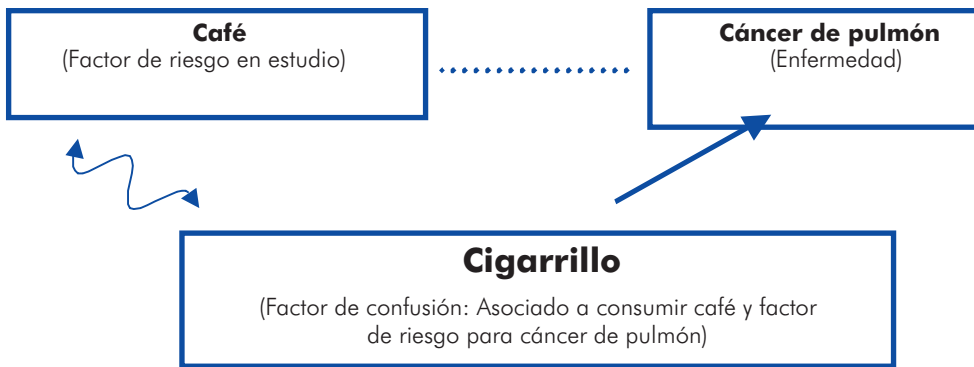 Café
(Factor de riesgo en estudio)
Cáncer de pulmón
(Enfermedad)
Cigarrillo
(Factor de confusión: Asociado a consumir café y factor
de riesgo para cáncer de pulmón)